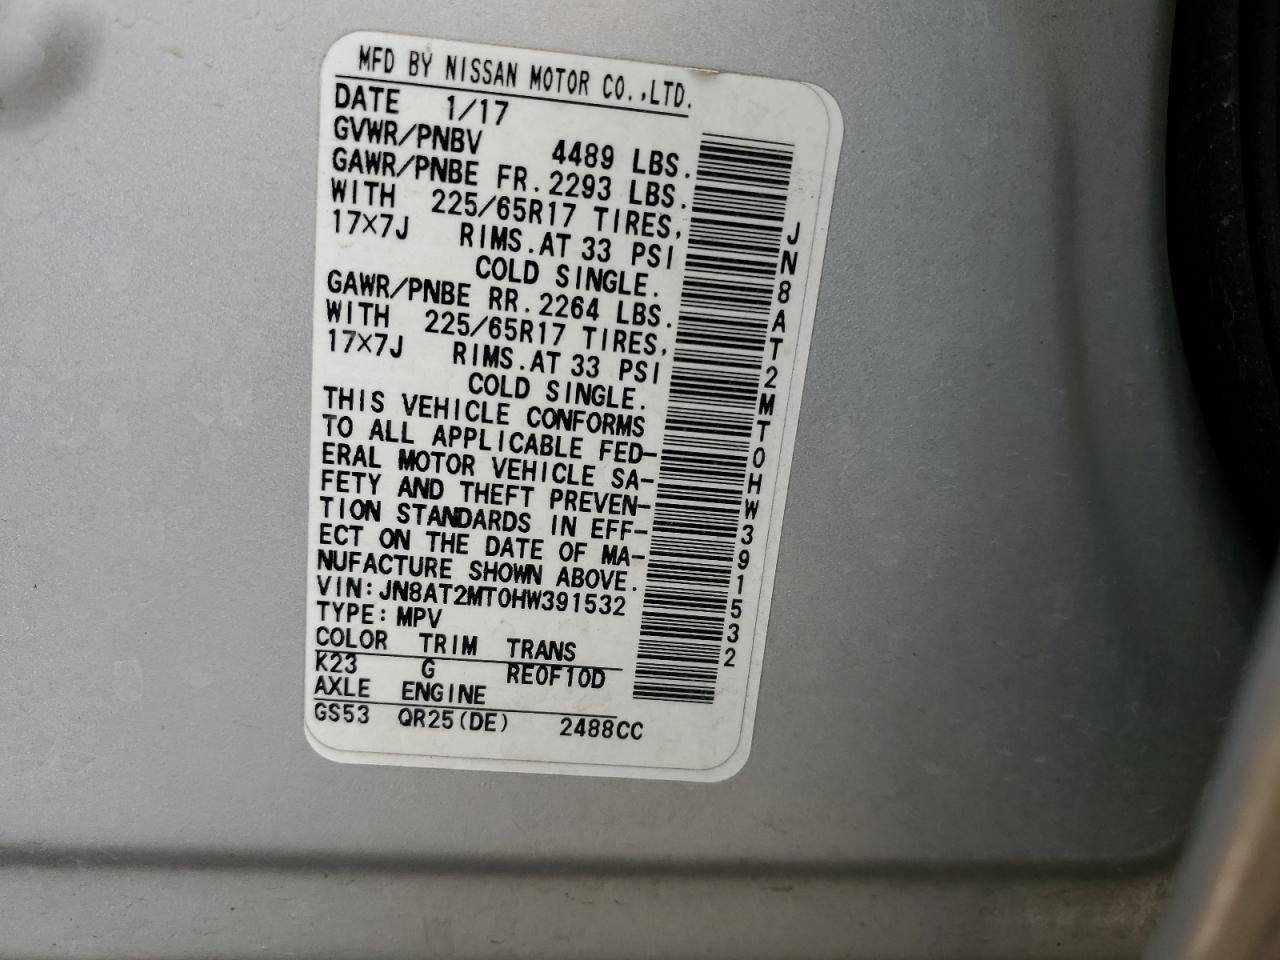 MFD BY NISSAN MOTOR CO.,LTD.
DATE 1/17
GVWR/PNBV 4489 LBS.
GAWR/PNBE FR. 2293 LBS.
WITH 225/65R17 TIRES,
17X7J RIMS.AT 33 PSI
COLD SINGLE.
GAWR/PNBE RR. 2264 LBS.
WITH 225/65R17 TIRES,
17X7J RIMS.AT 33 PSI
COLD SINGLE.
THIS VEHICLE CONFORMS
TO ALL APPLICABLE FED-
ERAL MOTOR VEHICLE SA-
FETY AND THEFT PREVEN-
TION STANDARDS IN EFF-
ECT ON THE DATE OF MA-
NUFACTURE SHOWN ABOVE.
VIN:JN8AT2MT0HW391532
TYPE:MPV
COLOR TRIM TRANS
K23 G RE0F10D
AXLE ENGINE
GS53 QR25(DE) 2488CC
JN8AT2MT0HW391532